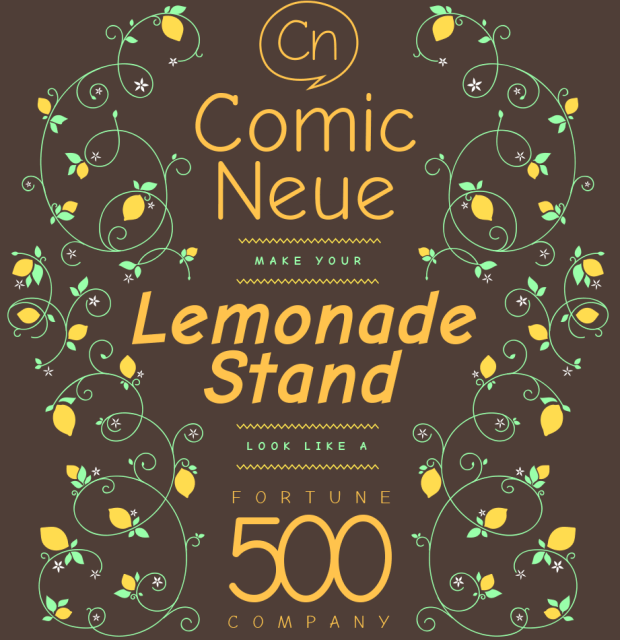 Cn
Comic
Neue
MAKE YOUR
Lemonade
Stand
LOOK LIKE A
FORTUNE
500
COMPANY